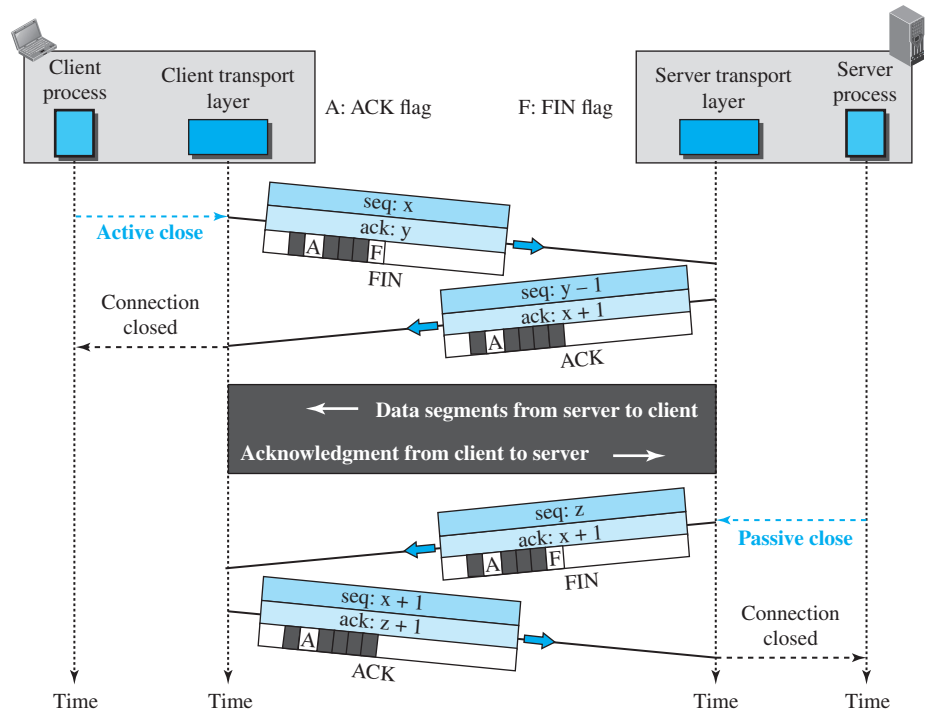 Client
process
Client transport
layer
A: ACK flag
F: FIN flag
Server transport
layer
Server
process
seq: x
ack: y
A
F
FIN
Active close
seq: y – 1
ack: x + 1
A
ACK
Connection
closed
Data segments from server to client
Acknowledgment from client to server
seq: z
ack: x + 1
A
F
FIN
Passive close
seq: x + 1
ack: z + 1
A
ACK
Connection
closed
Time
Time
Time
Time